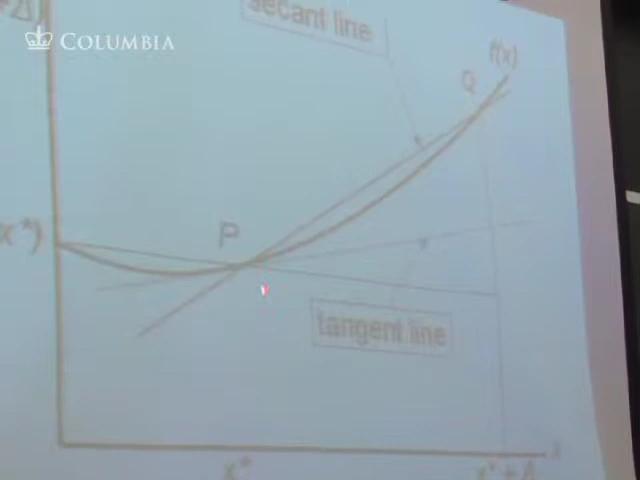 +Δ)
COLUMBIA
secant line
f(x)
Q
x*)
P
tangent line
x
x*
x*+Δ